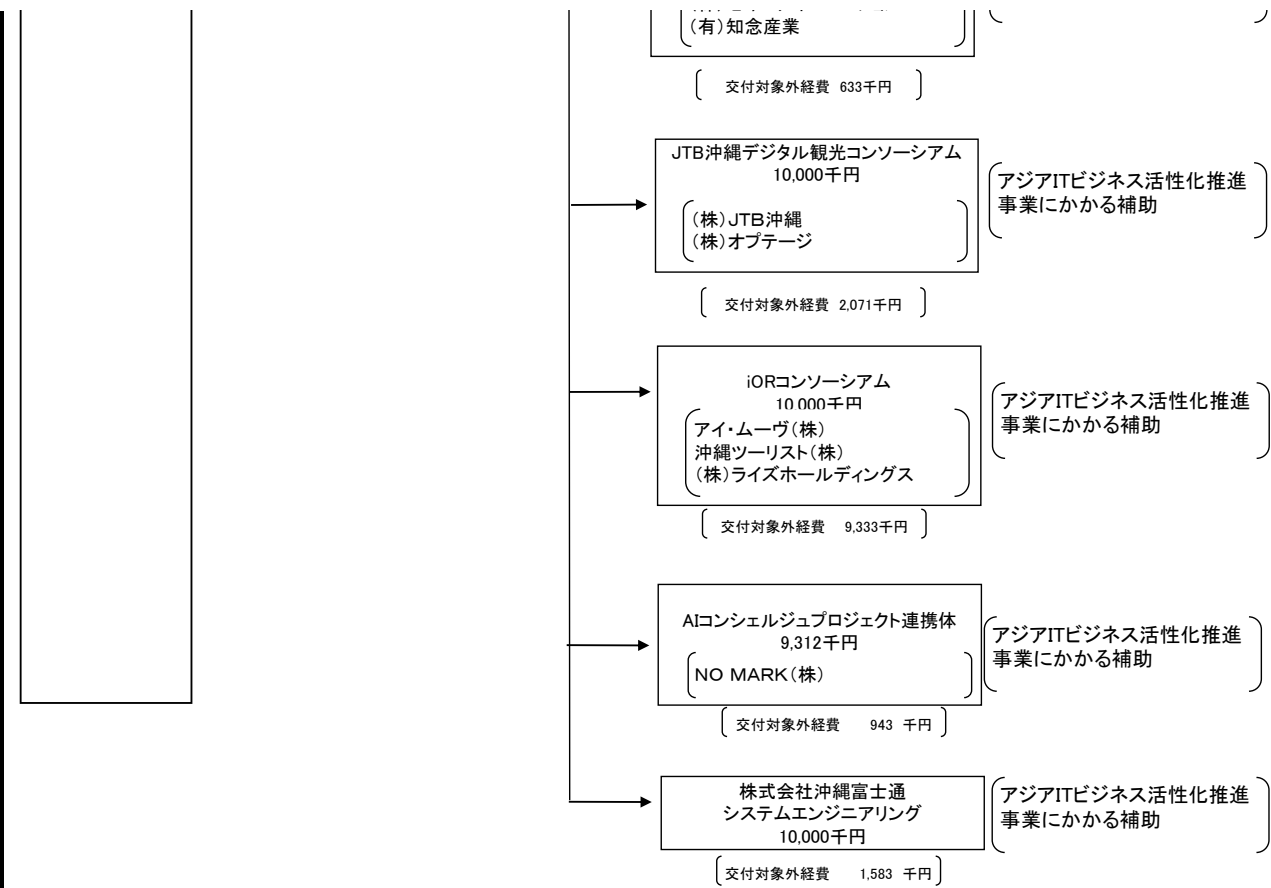 (有)知念産業
交付対象外経費 633千円
JTB沖縄デジタル観光コンソーシアム
10,000千円
(株)JTB沖縄
(株)オプテージ
アジアITビジネス活性化推進
事業にかかる補助
交付対象外経費 2,071千円
iORコンソーシアム
10,000千円
アイ・ムーヴ(株)
沖縄ツーリスト(株)
(株)ライズホールディングス
アジアITビジネス活性化推進
事業にかかる補助
交付対象外経費 9,333千円
AIコンシェルジュプロジェクト連携体
9,312千円
NO MARK(株)
アジアITビジネス活性化推進
事業にかかる補助
交付対象外経費 943 千円
株式会社沖縄富士通
システムエンジニアリング
10,000千円
アジアITビジネス活性化推進
事業にかかる補助
交付対象外経費 1,583 千円